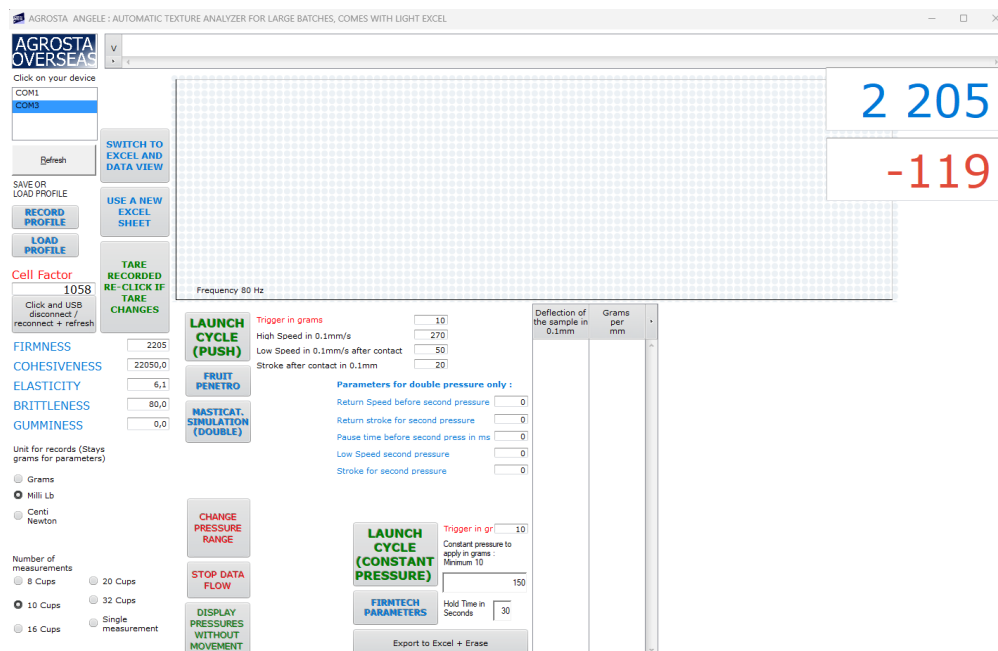 AGROSTA ANGELE : AUTOMATIC TEXTURE ANALYZER FOR LARGE BATCHES, COMES WITH LIGHT EXCEL
AGROSTA
OVERSEAS
V
Click on your device
COM1
COM3
Refresh
SAVE OR
LOAD PROFILE
RECORD
PROFILE
LOAD
PROFILE
Cell Factor
1058
Click and USB
disconnect /
reconnect + refresh
SWITCH TO
EXCEL AND
DATA VIEW
USE A NEW
EXCEL
SHEET
TARE
RECORDED
RE-CLICK IF
TARE
CHANGES
2 205
-119
Frequency 80 Hz
FIRMNESS 2205
COHESIVENESS 22050,0
ELASTICITY 6,1
BRITTLENESS 80,0
GUMMINESS 0,0
Unit for records (Stays
grams for parameters)
Grams
Milli Lb
Centi
Newton
Number of
measurements
8 Cups
20 Cups
10 Cups
32 Cups
16 Cups
Single
measurement
LAUNCH
CYCLE
(PUSH)
FRUIT
PENETRO
MASTICAT.
SIMULATION
(DOUBLE)
Trigger in grams 10
High Speed in 0.1mm/s 270
Low Speed in 0.1mm/s after contact 50
Stroke after contact in 0.1mm 20
Parameters for double pressure only :
Return Speed before second pressure 0
Return stroke for second pressure 0
Pause time before second press in ms 0
Low Speed second pressure 0
Stroke for second pressure 0
Deflection of
the sample in
0.1mm
Grams
per
mm
CHANGE
PRESSURE
RANGE
STOP DATA
FLOW
DISPLAY
PRESSURES
WITHOUT
MOVEMENT
LAUNCH
CYCLE
(CONSTANT
PRESSURE)
Trigger in gr 10
Constant pressure to
apply in grams :
Minimum 10
150
FIRMTECH
PARAMETERS
Hold Time in
Seconds
30
Export to Excel + Erase